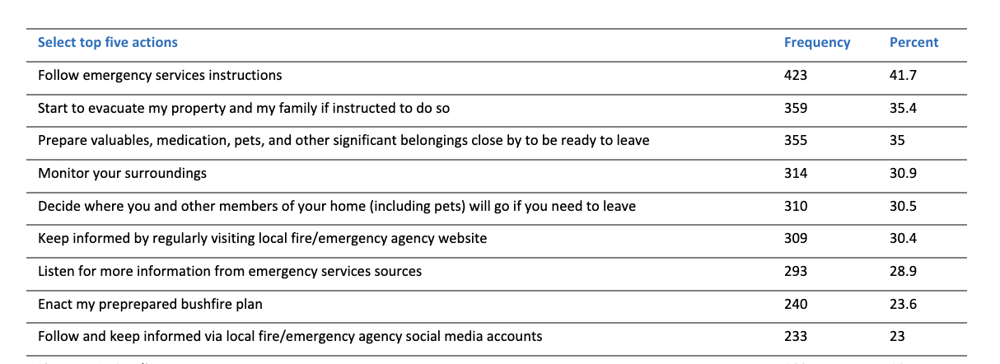 Select top five actions Frequency Percent
Follow emergency services instructions 423 41.7
Start to evacuate my property and my family if instructed to do so 359 35.4
Prepare valuables, medication, pets, and other significant belongings close by to be ready to leave 355 35
Monitor your surroundings 314 30.9
Decide where you and other members of your home (including pets) will go if you need to leave 310 30.5
Keep informed by regularly visiting local fire/emergency agency website 309 30.4
Listen for more information from emergency services sources 293 28.9
Enact my preprepared bushfire plan 240 23.6
Follow and keep informed via local fire/emergency agency social media accounts 233 23